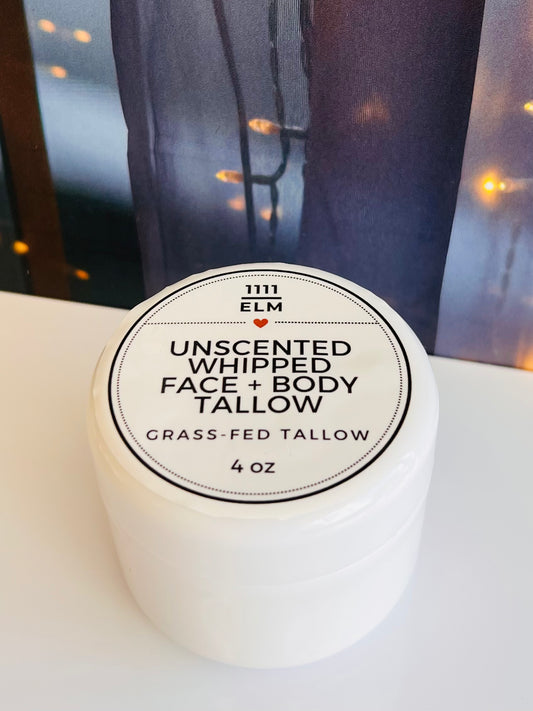 1111
ELM
UNSCENTED
WHIPPED
FACE + BODY
TALLOW
GRASS-FED TALLOW
4 OZ